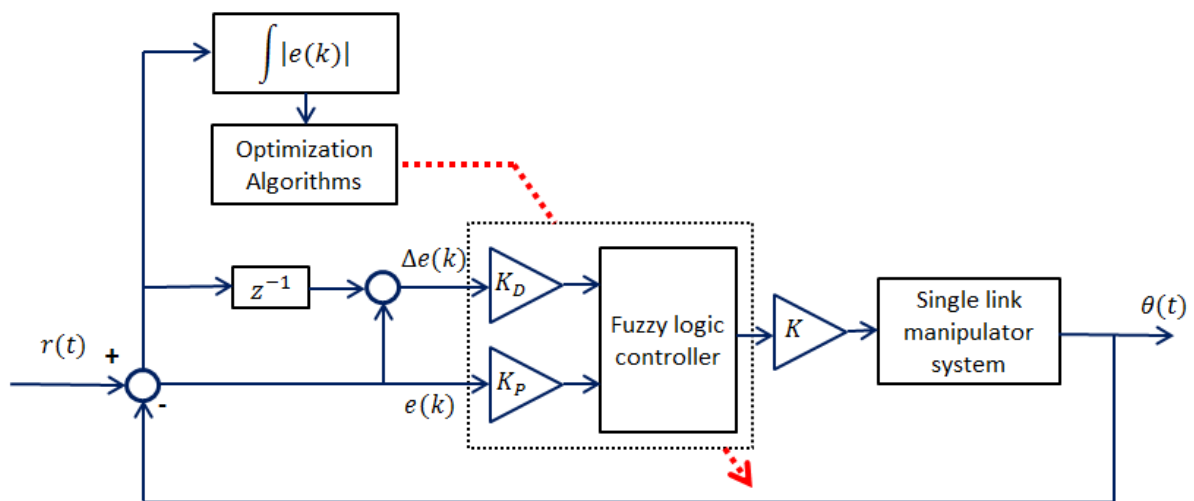 ∫|e(k)|
Optimization
Algorithms
z⁻¹
Δe(k)
K_D
Fuzzy logic
controller
K
Single link
manipulator
system
θ(t)
r(t)
+
-
e(k)
K_P